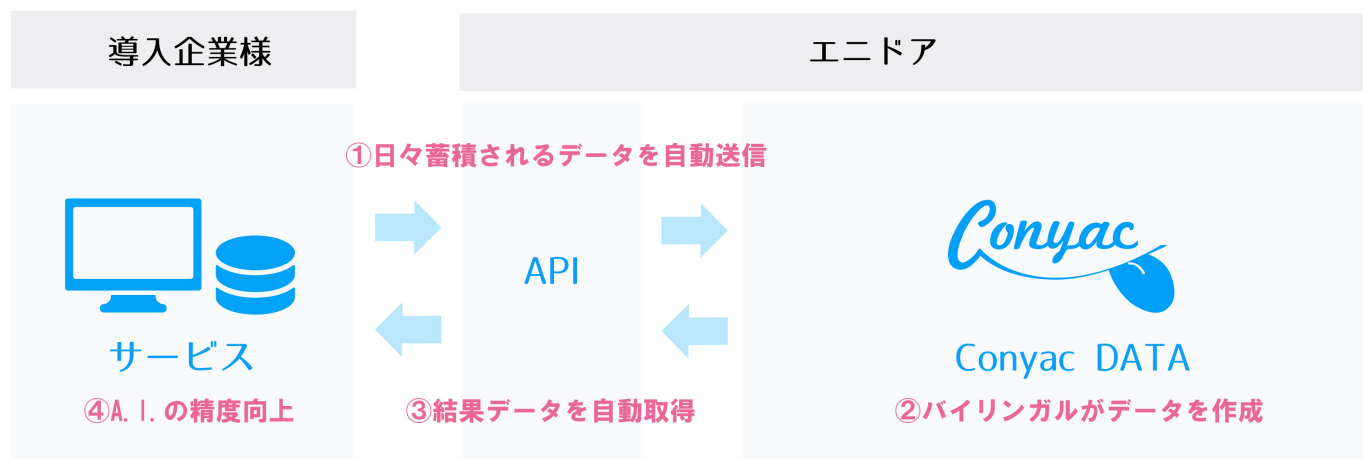 導入企業様
エニドア
①日々蓄積されるデータを自動送信
Conyac
API
サービス
Conyac DATA
④A.I.の精度向上
③結果データを自動取得
②バイリンガルがデータを作成